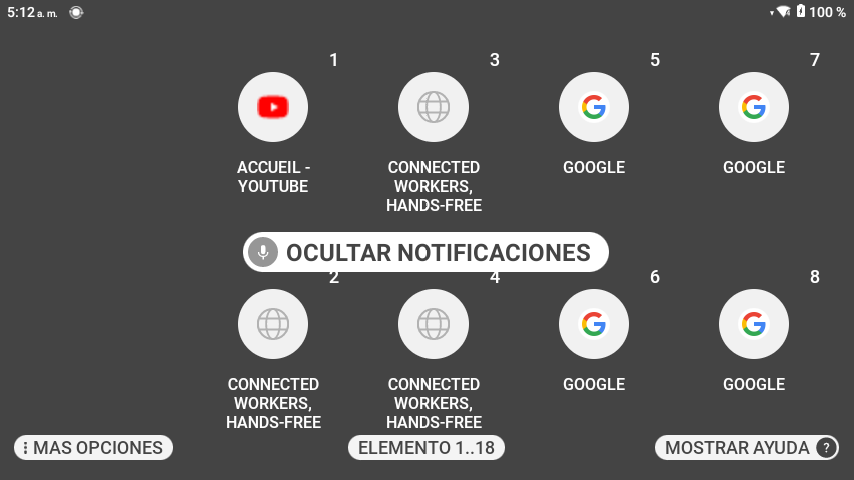 5:12 a. m.
100 %
1
3
5
7
ACCUEIL -
YOUTUBE
CONNECTED
WORKERS,
HANDS-FREE
GOOGLE
GOOGLE
OCULTAR NOTIFICACIONES
2
4
6
8
CONNECTED
WORKERS,
HANDS-FREE
CONNECTED
WORKERS,
HANDS-FREE
GOOGLE
GOOGLE
MAS OPCIONES
ELEMENTO 1..18
MOSTRAR AYUDA ?